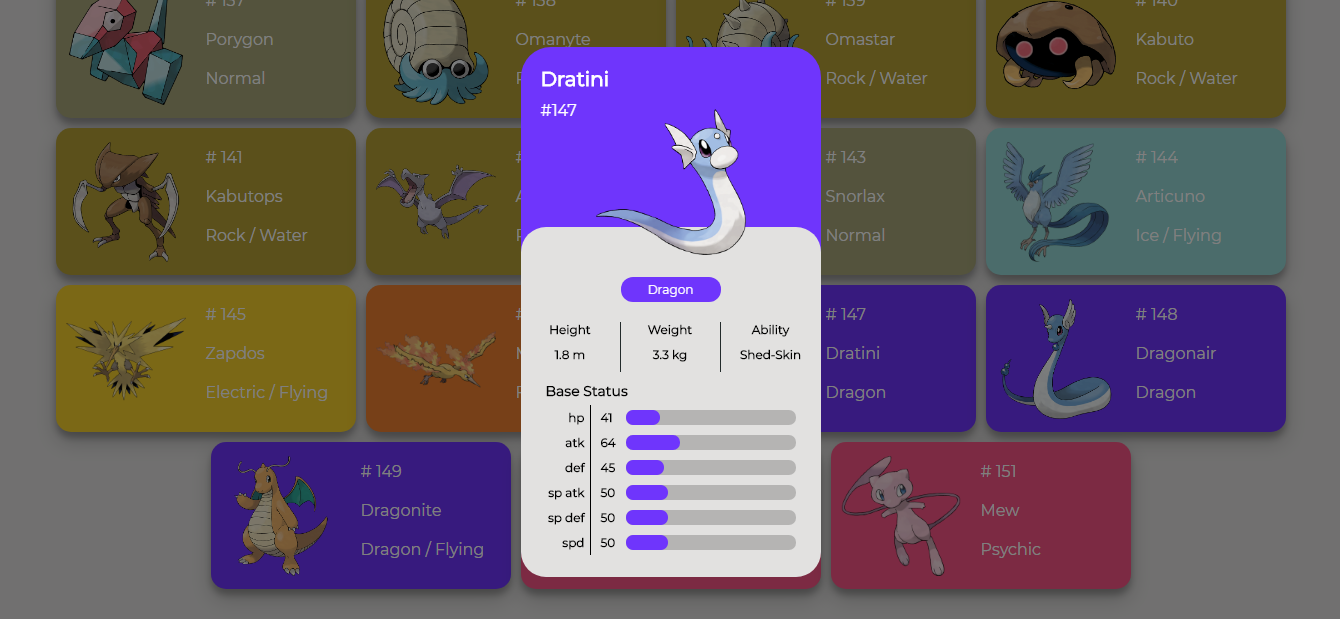 # 137
Porygon
Normal
# 138
Omanyte
# 139
Omastar
Rock / Water
# 140
Kabuto
Rock / Water
# 141
Kabutops
Rock / Water
# 143
Snorlax
Normal
# 144
Articuno
Ice / Flying
# 145
Zapdos
Electric / Flying
# 147
Dratini
Dragon
# 148
Dragonair
Dragon
# 149
Dragonite
Dragon / Flying
# 151
Mew
Psychic
Dratini
#147
Dragon
Height
Weight
Ability
1.8 m
3.3 kg
Shed-Skin
Base Status
hp 41
atk 64
def 45
sp atk 50
sp def 50
spd 50